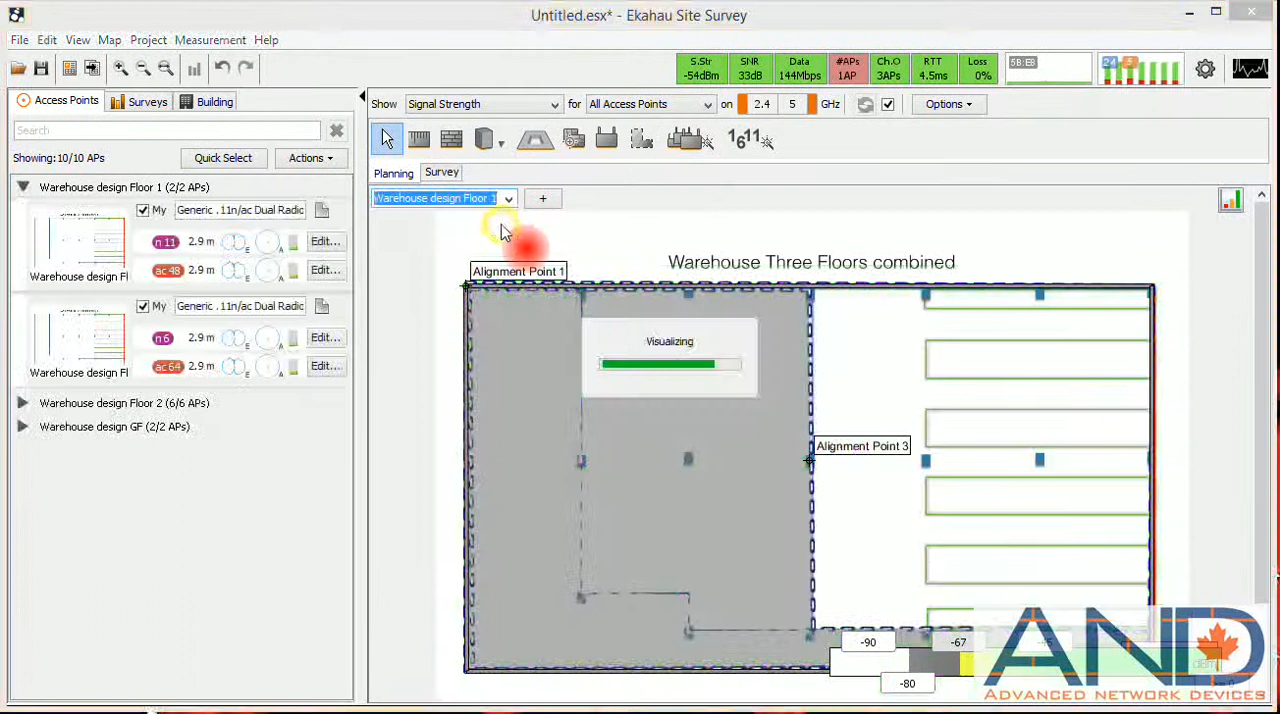 Untitled.esx* - Ekahau Site Survey
File Edit View Map Project Measurement Help
S.Str -54dBm
SNR 33dB
Data 144Mbps
#APs 1AP
Ch.O 3APs
RTT 4.5ms
Loss 0%
5B:EB
24 5
Access Points Surveys Building
Show Signal Strength for All Access Points on 2.4 5 GHz Options
Search
Showing: 10/10 APs Quick Select Actions
Planning Survey
Warehouse design Floor 1 +
Warehouse design Floor 1 (2/2 APs)
My Generic .11n/ac Dual Radio
n 11 2.9 m E A Edit...
ac 48 2.9 m E A Edit...
Warehouse design Fl
My Generic .11n/ac Dual Radio
n 6 2.9 m E A Edit...
ac 64 2.9 m E A Edit...
Warehouse design Fl
Warehouse design Floor 2 (6/6 APs)
Warehouse design GF (2/2 APs)
Warehouse Three Floors combined
Alignment Point 1
Visualizing
Alignment Point 3
-90 -67
-80
AND
ADVANCED NETWORK DEVICES